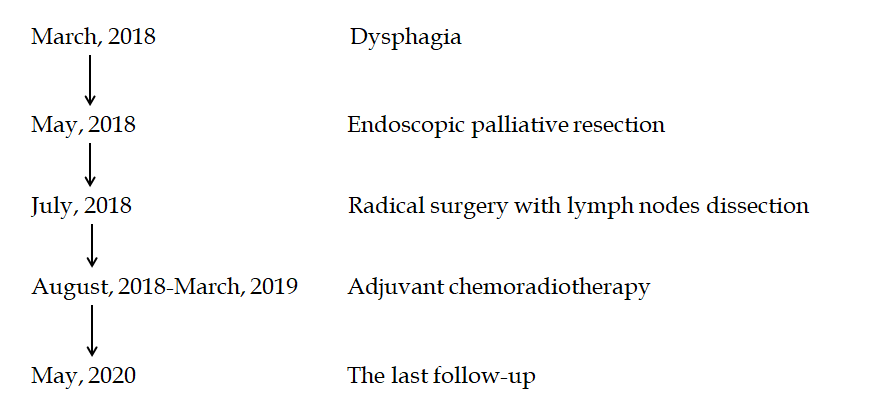 March, 2018 Dysphagia
May, 2018 Endoscopic palliative resection
July, 2018 Radical surgery with lymph nodes dissection
August, 2018-March, 2019 Adjuvant chemoradiotherapy
May, 2020 The last follow-up